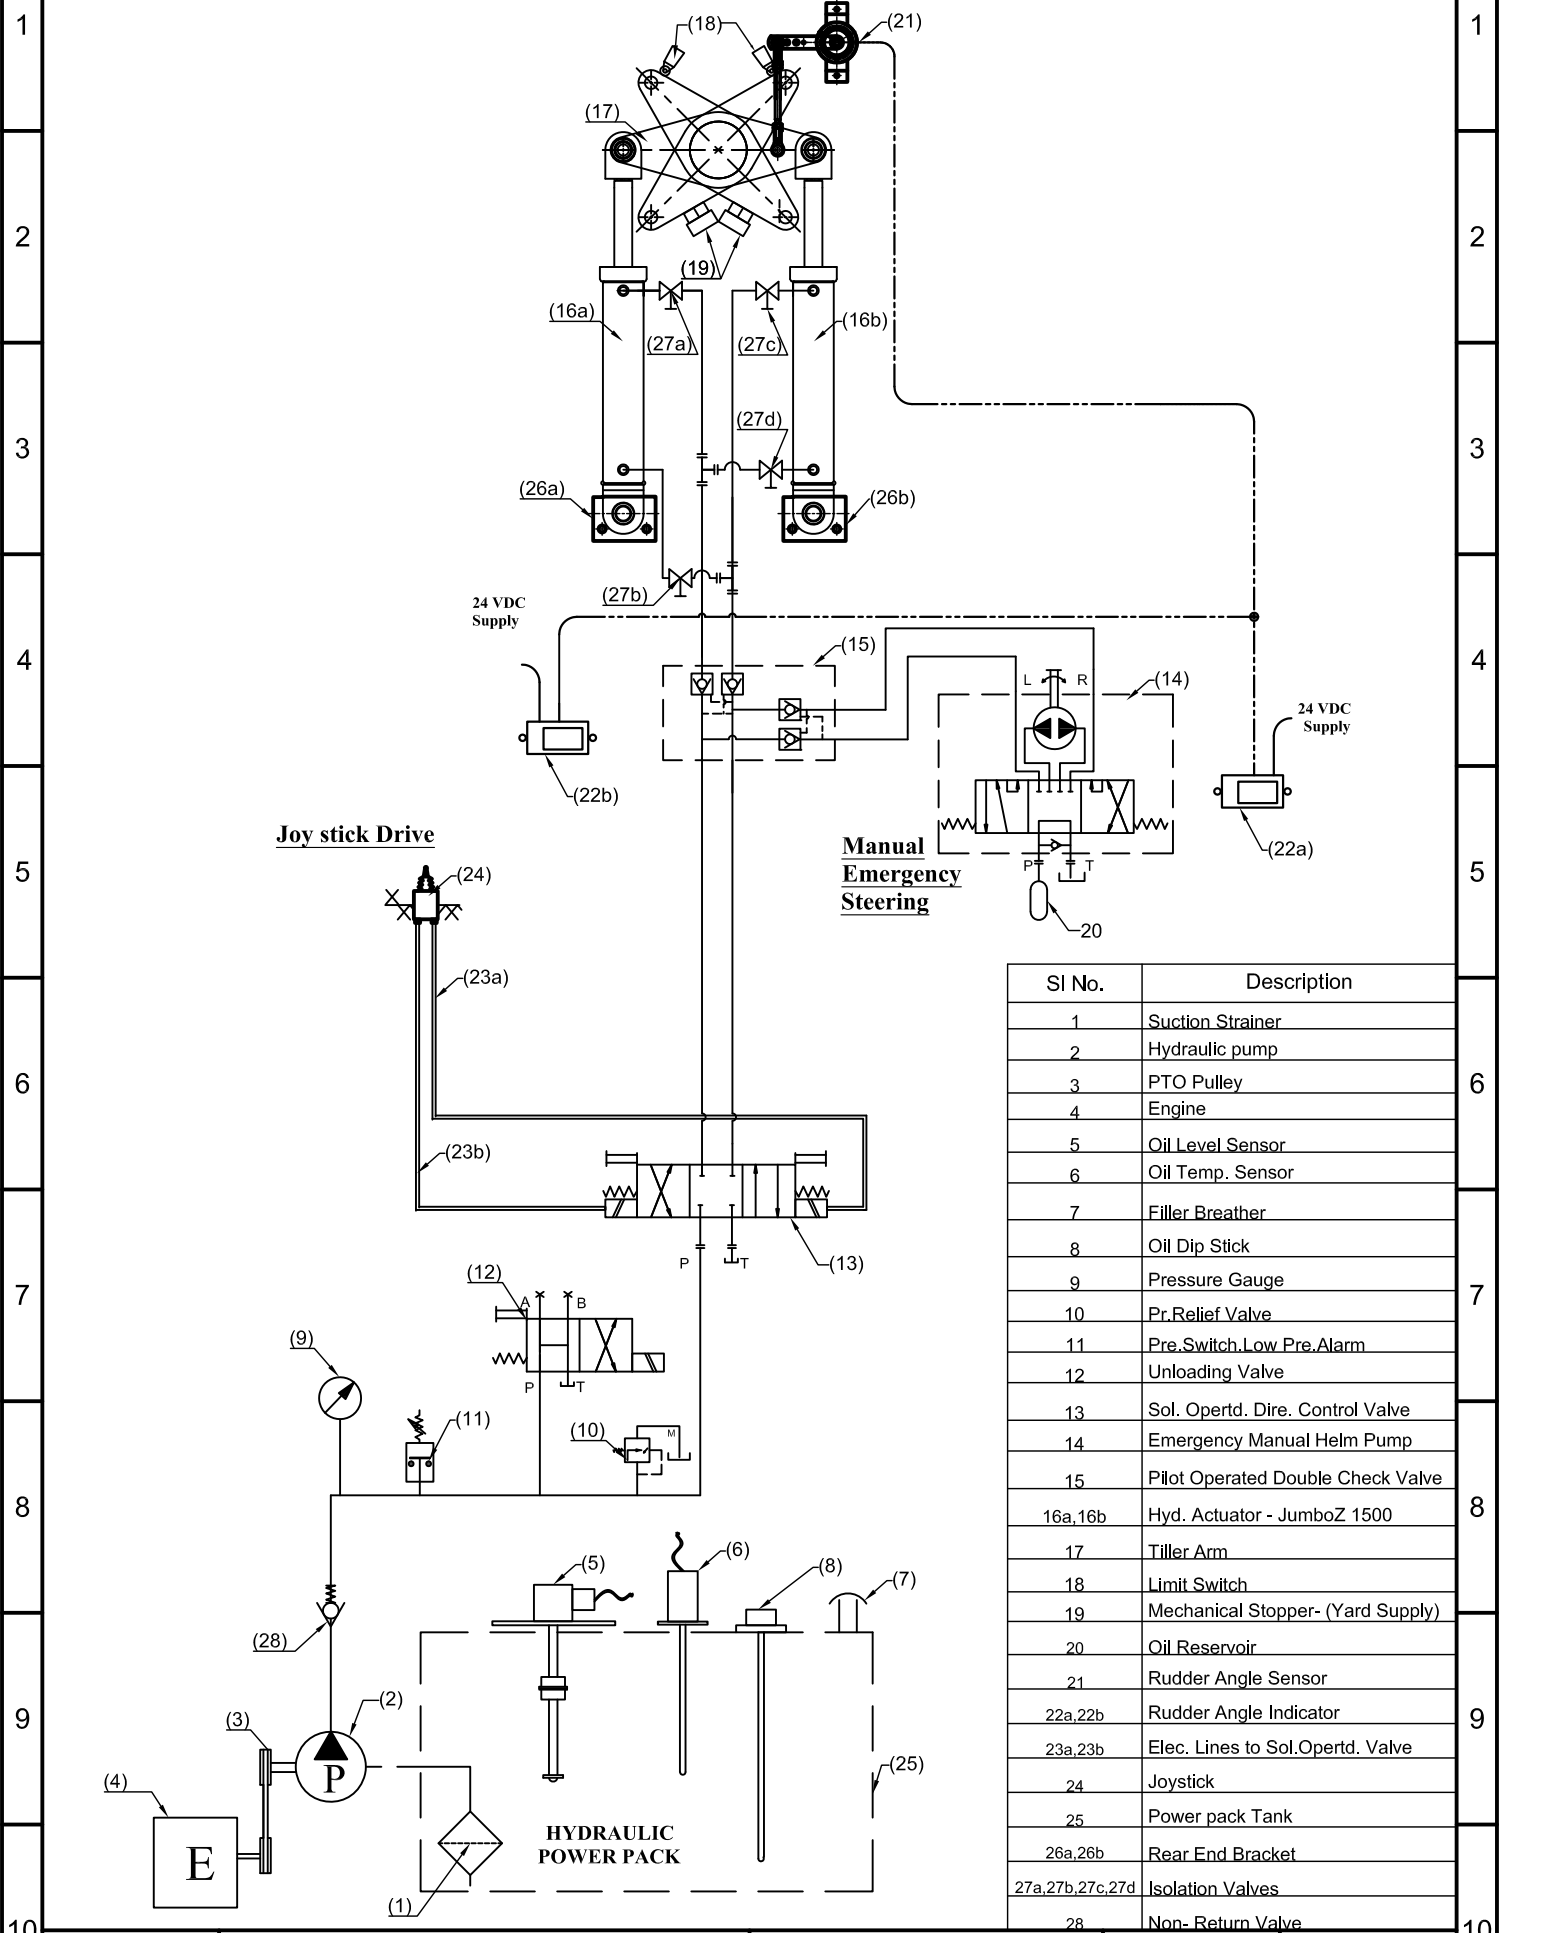 1
1
(18)
(21)
(17)
2
2
(19)
(16a)
(16b)
(27a)
(27c)
(27d)
3
3
(26a)
(26b)
(27b)
24 VDC
Supply
4
4
(15)
L
R
(14)
24 VDC
Supply
(22b)
Joy stick Drive
Manual
Emergency
Steering
(22a)
5
5
(24)
P
T
20
(23a)
6
6
(23b)
P
T
(13)
(12)
A
B
7
7
(9)
P
T
(11)
(10)
M
8
8
(5)
(6)
(8)
(7)
(28)
(2)
(3)
9
9
P
(25)
(4)
E
HYDRAULIC
POWER PACK
(1)
10
10
SI No. Description
1 Suction Strainer
2 Hydraulic pump
3 PTO Pulley
4 Engine
5 Oil Level Sensor
6 Oil Temp. Sensor
7 Filler Breather
8 Oil Dip Stick
9 Pressure Gauge
10 Pr.Relief Valve
11 Pre.Switch.Low Pre.Alarm
12 Unloading Valve
13 Sol. Opertd. Dire. Control Valve
14 Emergency Manual Helm Pump
15 Pilot Operated Double Check Valve
16a,16b Hyd. Actuator - JumboZ 1500
17 Tiller Arm
18 Limit Switch
19 Mechanical Stopper- (Yard Supply)
20 Oil Reservoir
21 Rudder Angle Sensor
22a,22b Rudder Angle Indicator
23a,23b Elec. Lines to Sol.Opertd. Valve
24 Joystick
25 Power pack Tank
26a,26b Rear End Bracket
27a,27b,27c,27d Isolation Valves
28 Non- Return Valve